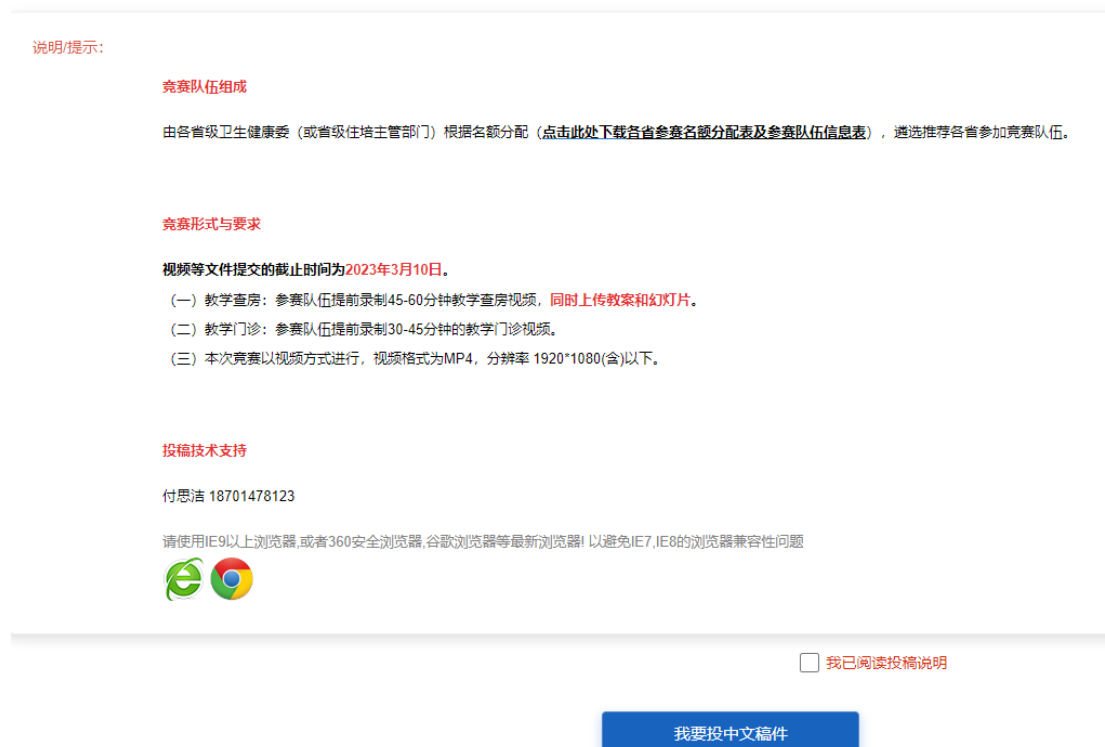 说明/提示：
竞赛队伍组成
由各省级卫生健康委（或省级住培主管部门）根据名额分配（点击此处下载各省参赛名额分配表及参赛队伍信息表），遴选推荐各省参加竞赛队伍。
竞赛形式与要求
视频等文件提交的截止时间为2023年3月10日。
（一）教学查房：参赛队伍提前录制45-60分钟教学查房视频，同时上传教案和幻灯片。
（二）教学门诊：参赛队伍提前录制30-45分钟的教学门诊视频。
（三）本次竞赛以视频方式进行，视频格式为MP4，分辨率 1920*1080(含)以下。
投稿技术支持
付思洁 18701478123
请使用IE9以上浏览器,或者360安全浏览器,谷歌浏览器等最新浏览器! 以避免IE7,IE8的浏览器兼容性问题
我已阅读投稿说明
我要投中文稿件